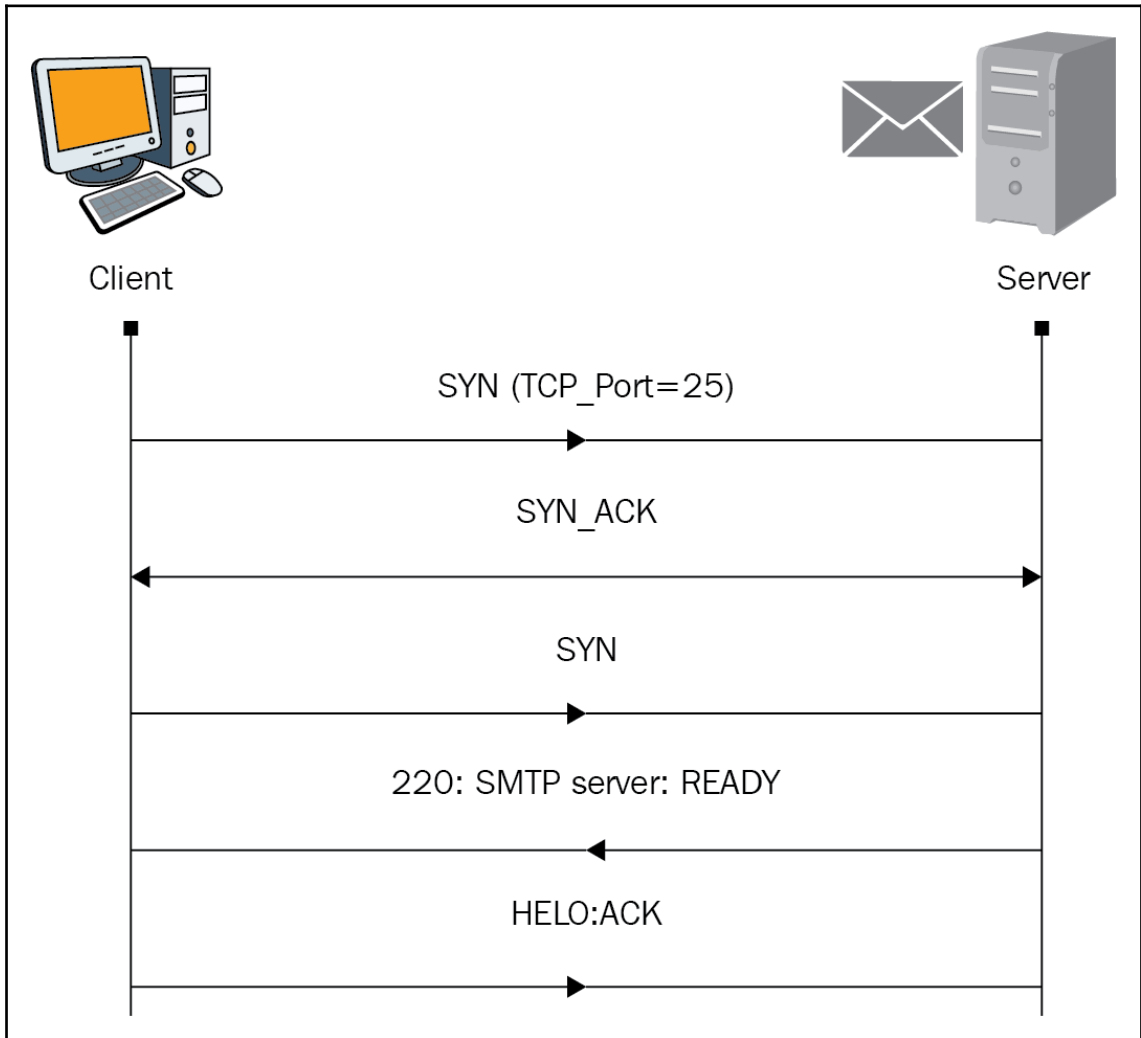 Client
Server
SYN (TCP_Port=25)
SYN_ACK
SYN
220: SMTP server: READY
HELO:ACK